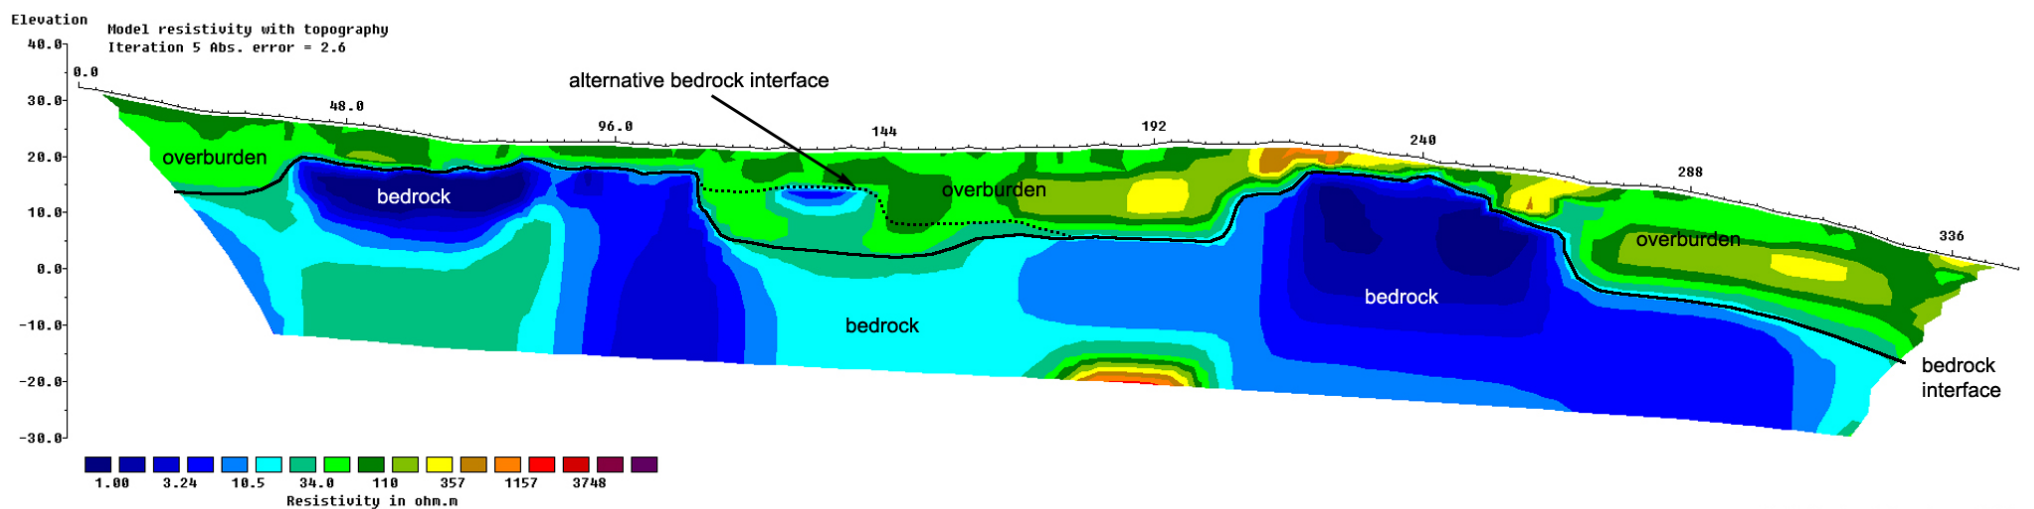 Elevation
Model resistivity with topography
Iteration 5 Abs. error = 2.6
40.0
30.0
20.0
10.0
0.0
-10.0
-20.0
-30.0
0.0
48.0
96.0
144
192
240
288
336
alternative bedrock interface
overburden
bedrock
overburden
bedrock
bedrock
overburden
bedrock
interface
1.00 3.24 10.5 34.0 110 357 1157 3748
Resistivity in ohm.m